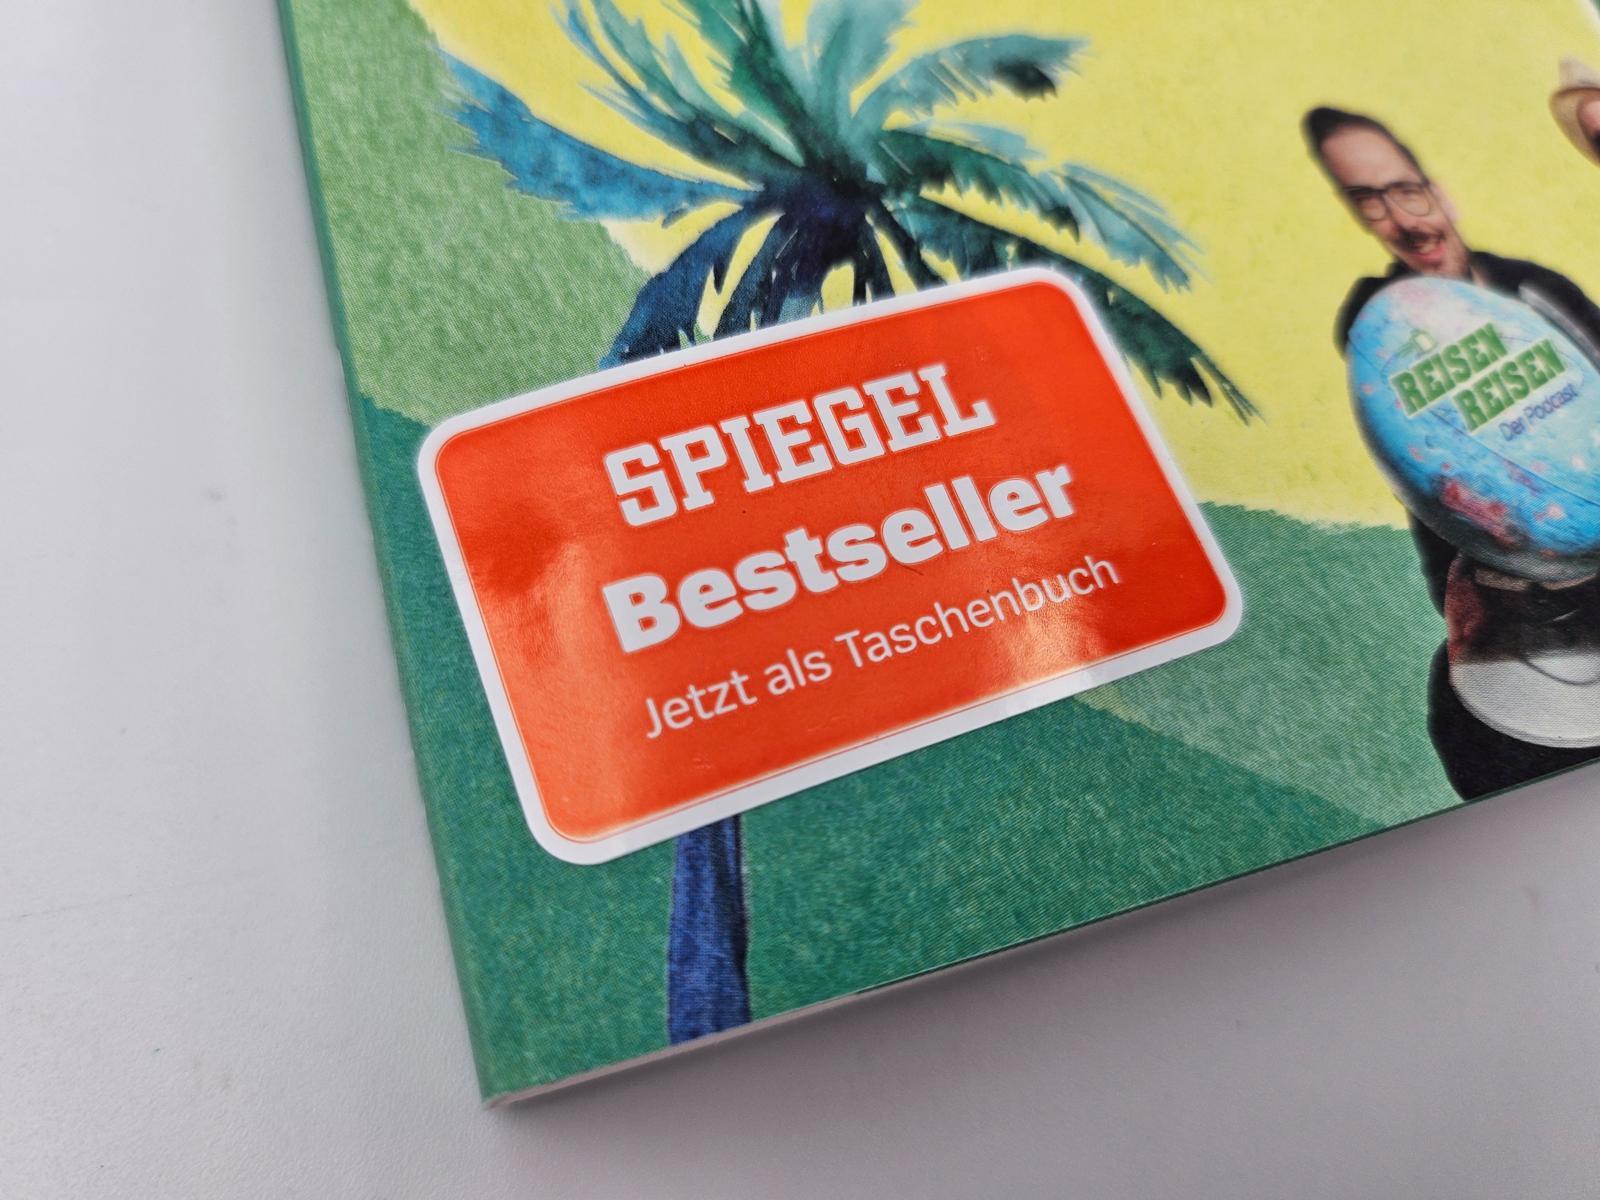 SPIEGEL
Bestseller
Jetzt als Taschenbuch
REISEN
REISEN
Der Podcast